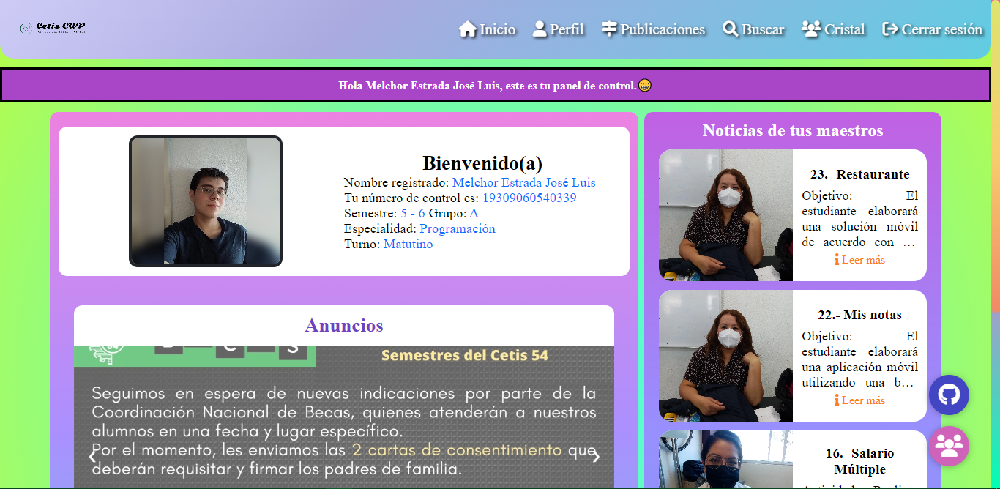 Cetis CWP
Inicio
Perfil
Publicaciones
Buscar
Cristal
Cerrar sesión
Hola Melchor Estrada José Luis, este es tu panel de control.😁
Bienvenido(a)
Nombre registrado: Melchor Estrada José Luis
Tu número de control es: 19309060540339
Semestre: 5 - 6 Grupo: A
Especialidad: Programación
Turno: Matutino
Anuncios
Semestres del Cetis 54
Seguimos en espera de nuevas indicaciones por parte de la
Coordinación Nacional de Becas, quienes atenderán a nuestros
alumnos en una fecha y lugar específico.
Por el momento, les enviamos las 2 cartas de consentimiento que
deberán requisitar y firmar los padres de familia.
Noticias de tus maestros
23.- Restaurante
Objetivo: El
estudiante elaborará
una solución móvil
de acuerdo con ...
Leer más
22.- Mis notas
Objetivo: El
estudiante elaborará
una aplicación móvil
utilizando una b...
Leer más
16.- Salario
Múltiple